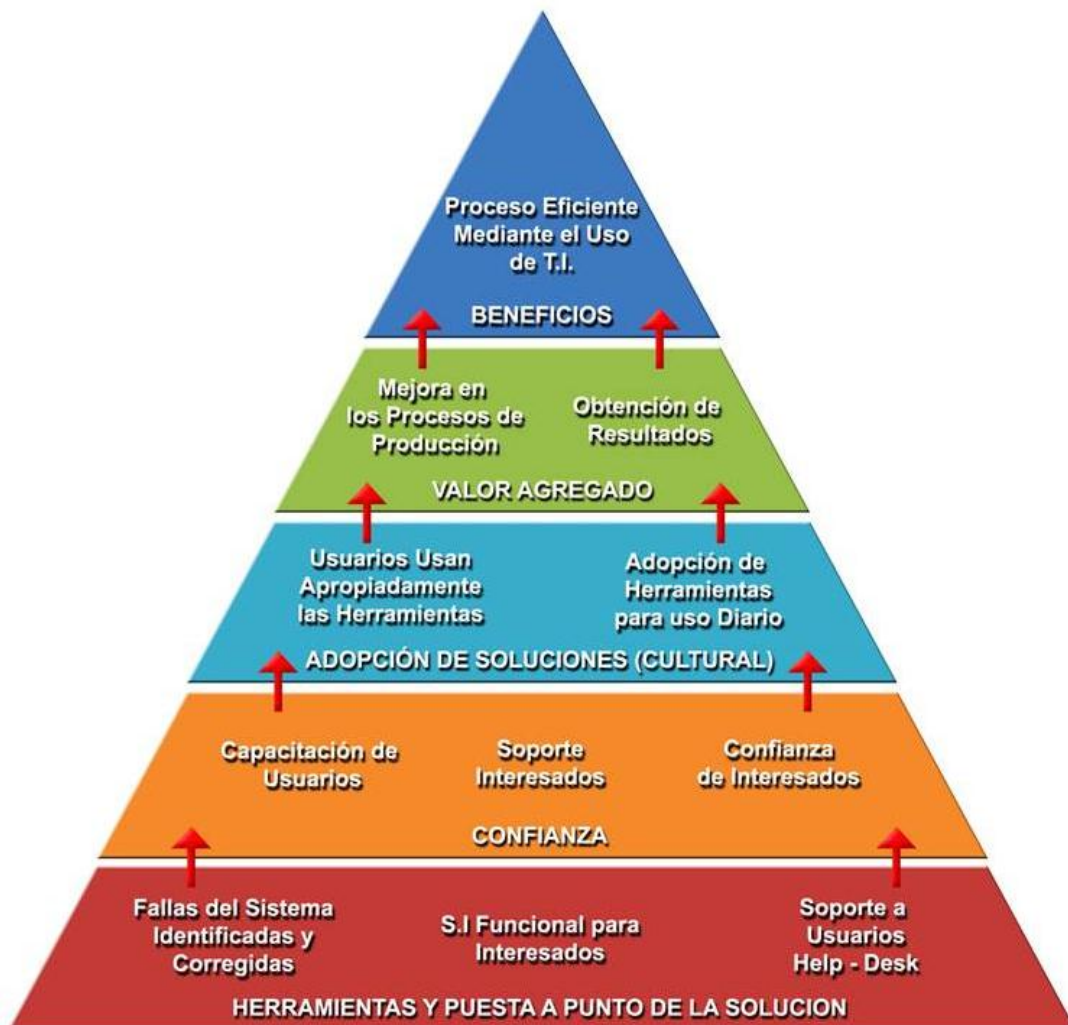 Proceso Eficiente
Mediante el Uso
de T.I.
BENEFICIOS
Mejora en
los Procesos de
Producción
Obtención de
Resultados
VALOR AGREGADO
Usuarios Usan
Apropiadamente
las Herramientas
Adopción de
Herramientas
para uso Diario
ADOPCIÓN DE SOLUCIONES (CULTURAL)
Capacitación de
Usuarios
Soporte
Interesados
Confianza
de Interesados
CONFIANZA
Fallas del Sistema
Identificadas y
Corregidas
S.I Funcional para
Interesados
Soporte a
Usuarios
Help - Desk
HERRAMIENTAS Y PUESTA A PUNTO DE LA SOLUCION